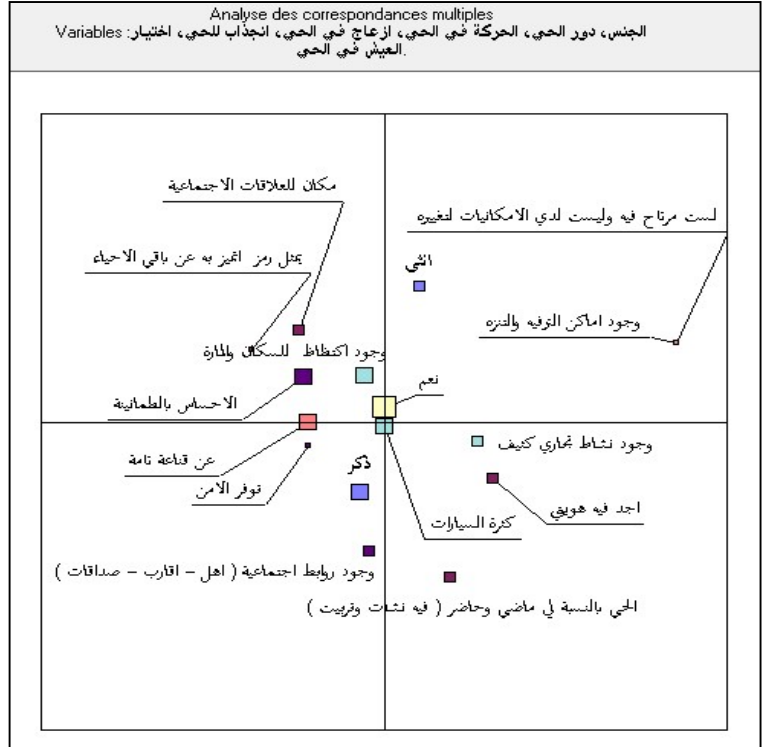 Analyse des correspondances multiples
Variables :الجنس، دور الحي، الحركة في الحي، ازعاج في الحي، انجذاب للحي، اختيار
العيش في الحي.
مكان للعلاقات الاجتماعية
لست مرتاح فيه وليست لدي الامكانيات لتغييره
يمثل رمز اتميز به عن باقي الاحياء
انثى
وجود اماكن الترفيه والتنزه
وجود اكتظاظ للسكان والمارة
نعم
الاحساس بالطمانينة
وجود نشاط تجاري كثيف
عن قناعة تامة
ذكر
توفر الامن
اجد فيه هويتي
كثرة السيارات
وجود روابط اجتماعية ( اهل – اقارب – صداقات )
الحي بالنسبة لي ماضي وحاضر ( فيه نشات وتربيت )